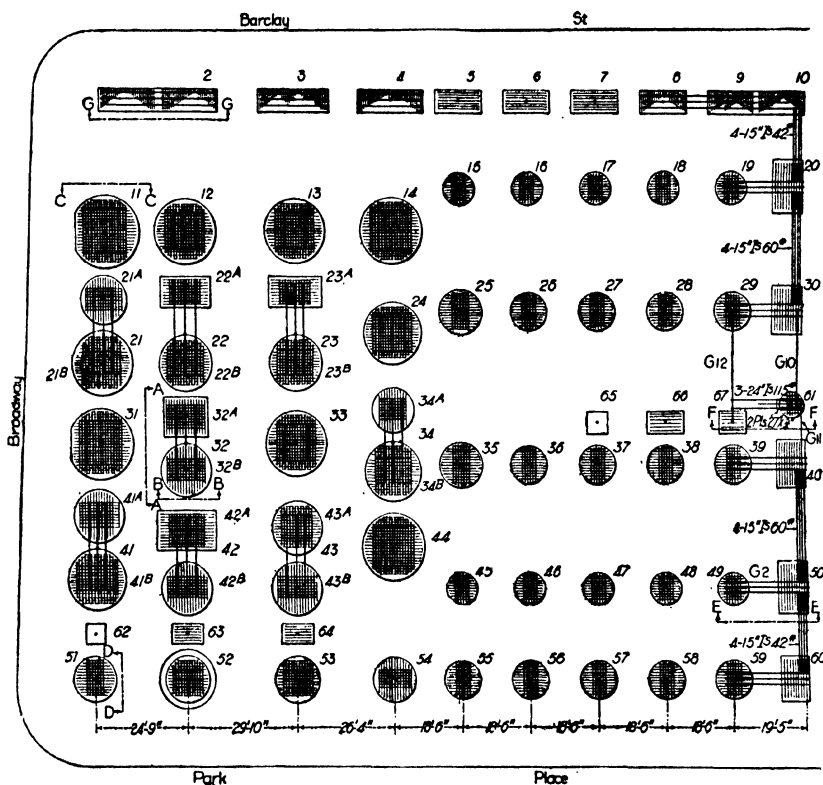 Barclay St
2 3 4 5 6 7 8 9 10
G G
4-15"Is 42#
15 16 17 18 19 20
C C
11 12 13 14
4-15"Is 60#
21A 22A 23A
25 26 27 28 29 30
24
21 22 23
21B 22B 23B
G12 G10
3-24"Is 115#
A
32A 34A 65 66 67 61
F F
31 33
32 34
G11
32B 34B 35 36 37 38 39 40
B B
A
41A 42A 43A
4-15"Is 60#
41 42 43 44
41B 42B 43B 45 46 47 48 49 G2 50
E E
62 63 64
4-15"Is 42#
51 D 52 53 54 55 56 57 58 59 60
D
24'-9" 29'-10" 26'-4" 18'-6" 18'-6" 18'-6" 18'-6" 18'-6" 19'-5"
Broadway
Park Place